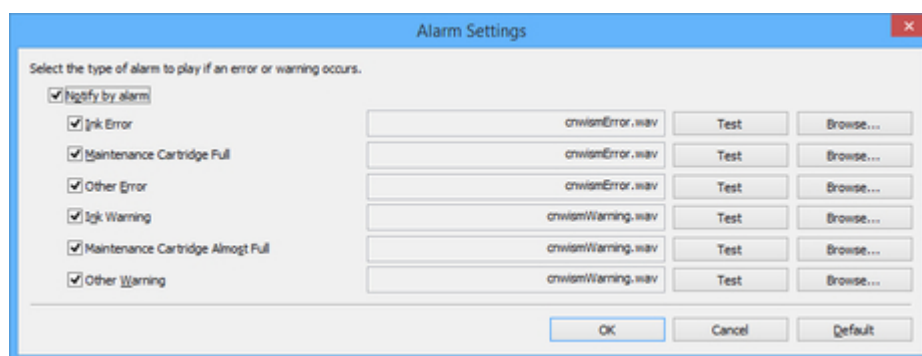 Alarm Settings
Select the type of alarm to play if an error or warning occurs.
Notify by alarm
Ink Error cnwismError.wav Test Browse...
Maintenance Cartridge Full cnwismError.wav Test Browse...
Other Error cnwismError.wav Test Browse...
Ink Warning cnwismWarning.wav Test Browse...
Maintenance Cartridge Almost Full cnwismWarning.wav Test Browse...
Other Warning cnwismWarning.wav Test Browse...
OK Cancel Default